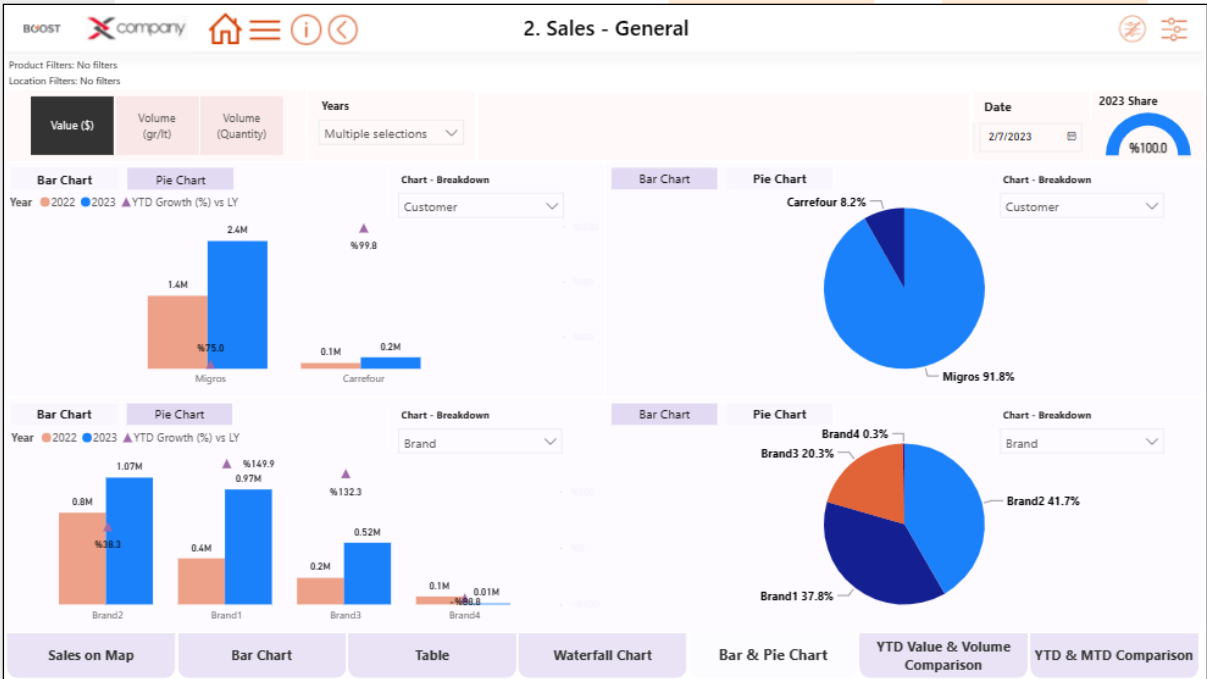 BOOST
company
2. Sales - General
Product Filters: No filters
Location Filters: No filters
Value ($)
Volume
(gr/lt)
Volume
(Quantity)
Years
Multiple selections
Date
2/7/2023
2023 Share
%100.0
Bar Chart
Pie Chart
Chart - Breakdown
Customer
Year 2022 2023 YTD Growth (%) vs LY
2.4M
1.4M
%75.0
Migros
%99.8
0.1M
0.2M
Carrefour
Bar Chart
Pie Chart
Chart - Breakdown
Customer
Carrefour 8.2%
Migros 91.8%
Bar Chart
Pie Chart
Chart - Breakdown
Brand
Year 2022 2023 YTD Growth (%) vs LY
1.07M
0.8M
%38.3
Brand2
%149.9
0.97M
0.4M
Brand1
%132.3
0.52M
0.2M
Brand3
0.1M
0.01M
Brand4
Bar Chart
Pie Chart
Chart - Breakdown
Brand
Brand4 0.3%
Brand3 20.3%
Brand2 41.7%
Brand1 37.8%
Sales on Map
Bar Chart
Table
Waterfall Chart
Bar & Pie Chart
YTD Value & Volume
Comparison
YTD & MTD Comparison